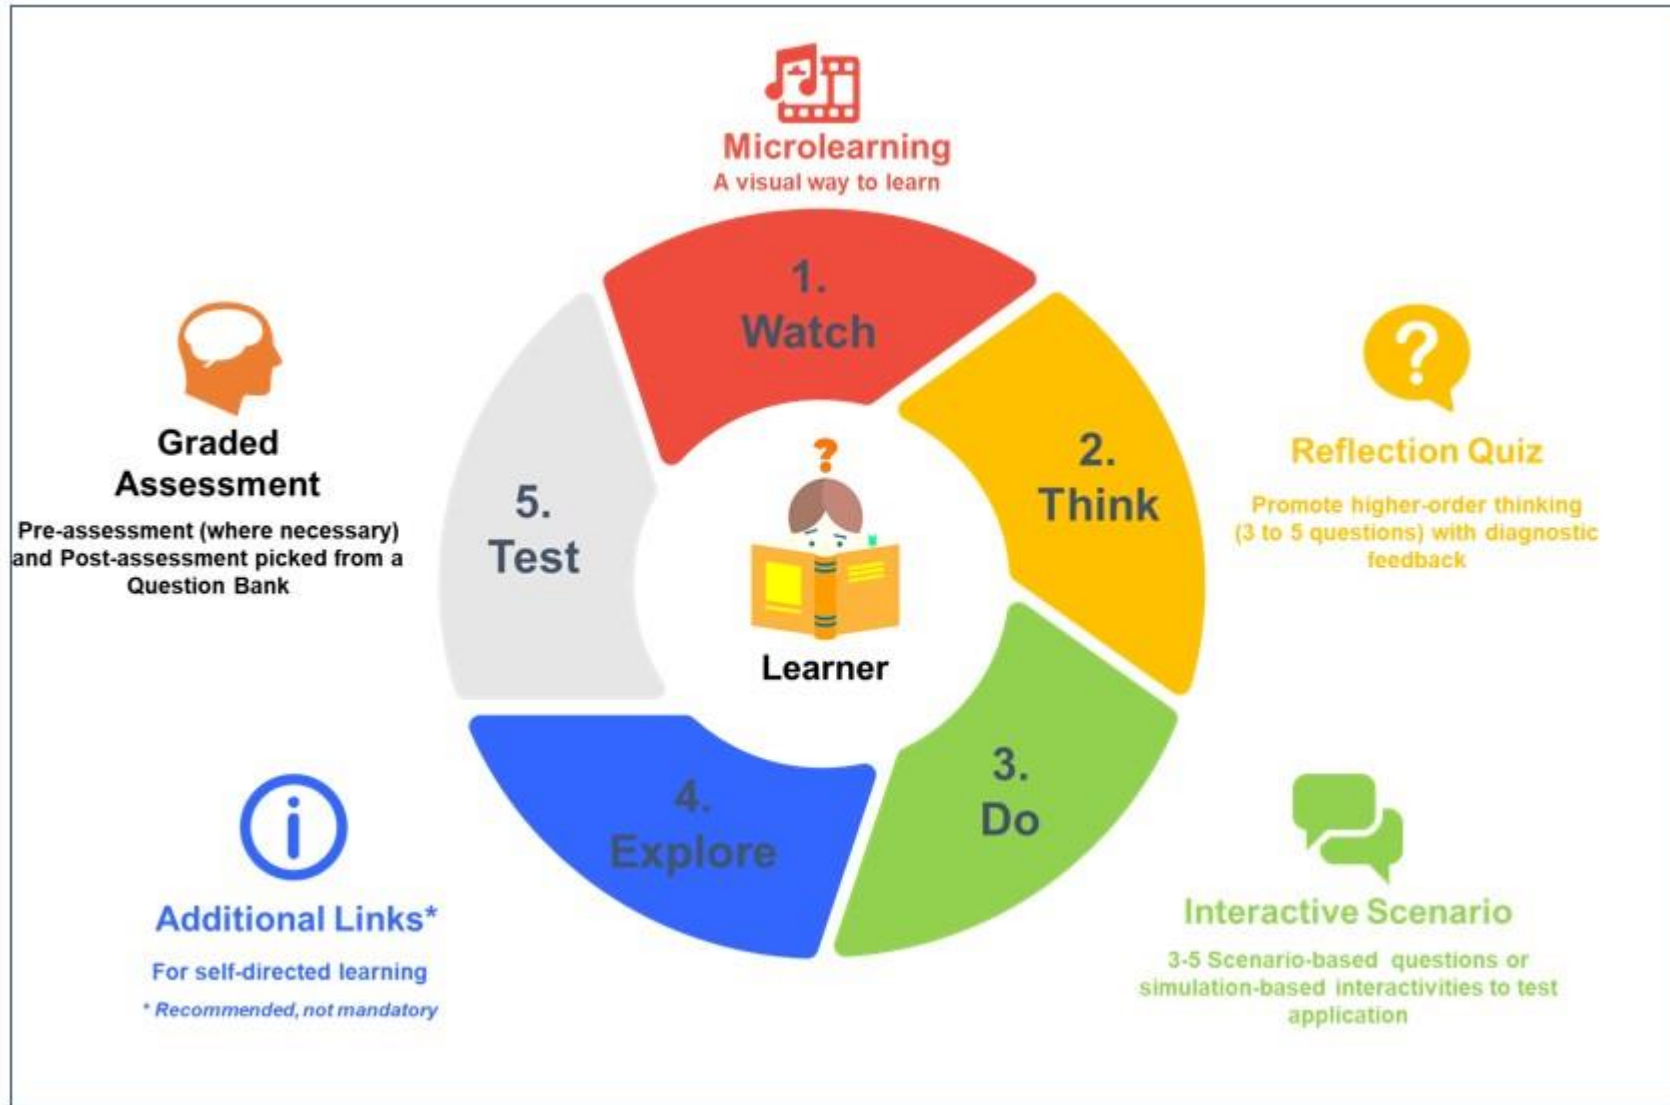 Microlearning
A visual way to learn
1.
Watch
2.
Think
Reflection Quiz
Promote higher-order thinking
(3 to 5 questions) with diagnostic
feedback
3.
Do
Interactive Scenario
3-5 Scenario-based questions or
simulation-based interactivities to test
application
4.
Explore
Additional Links*
For self-directed learning
* Recommended, not mandatory
5.
Test
Graded
Assessment
Pre-assessment (where necessary)
and Post-assessment picked from a
Question Bank
?
Learner